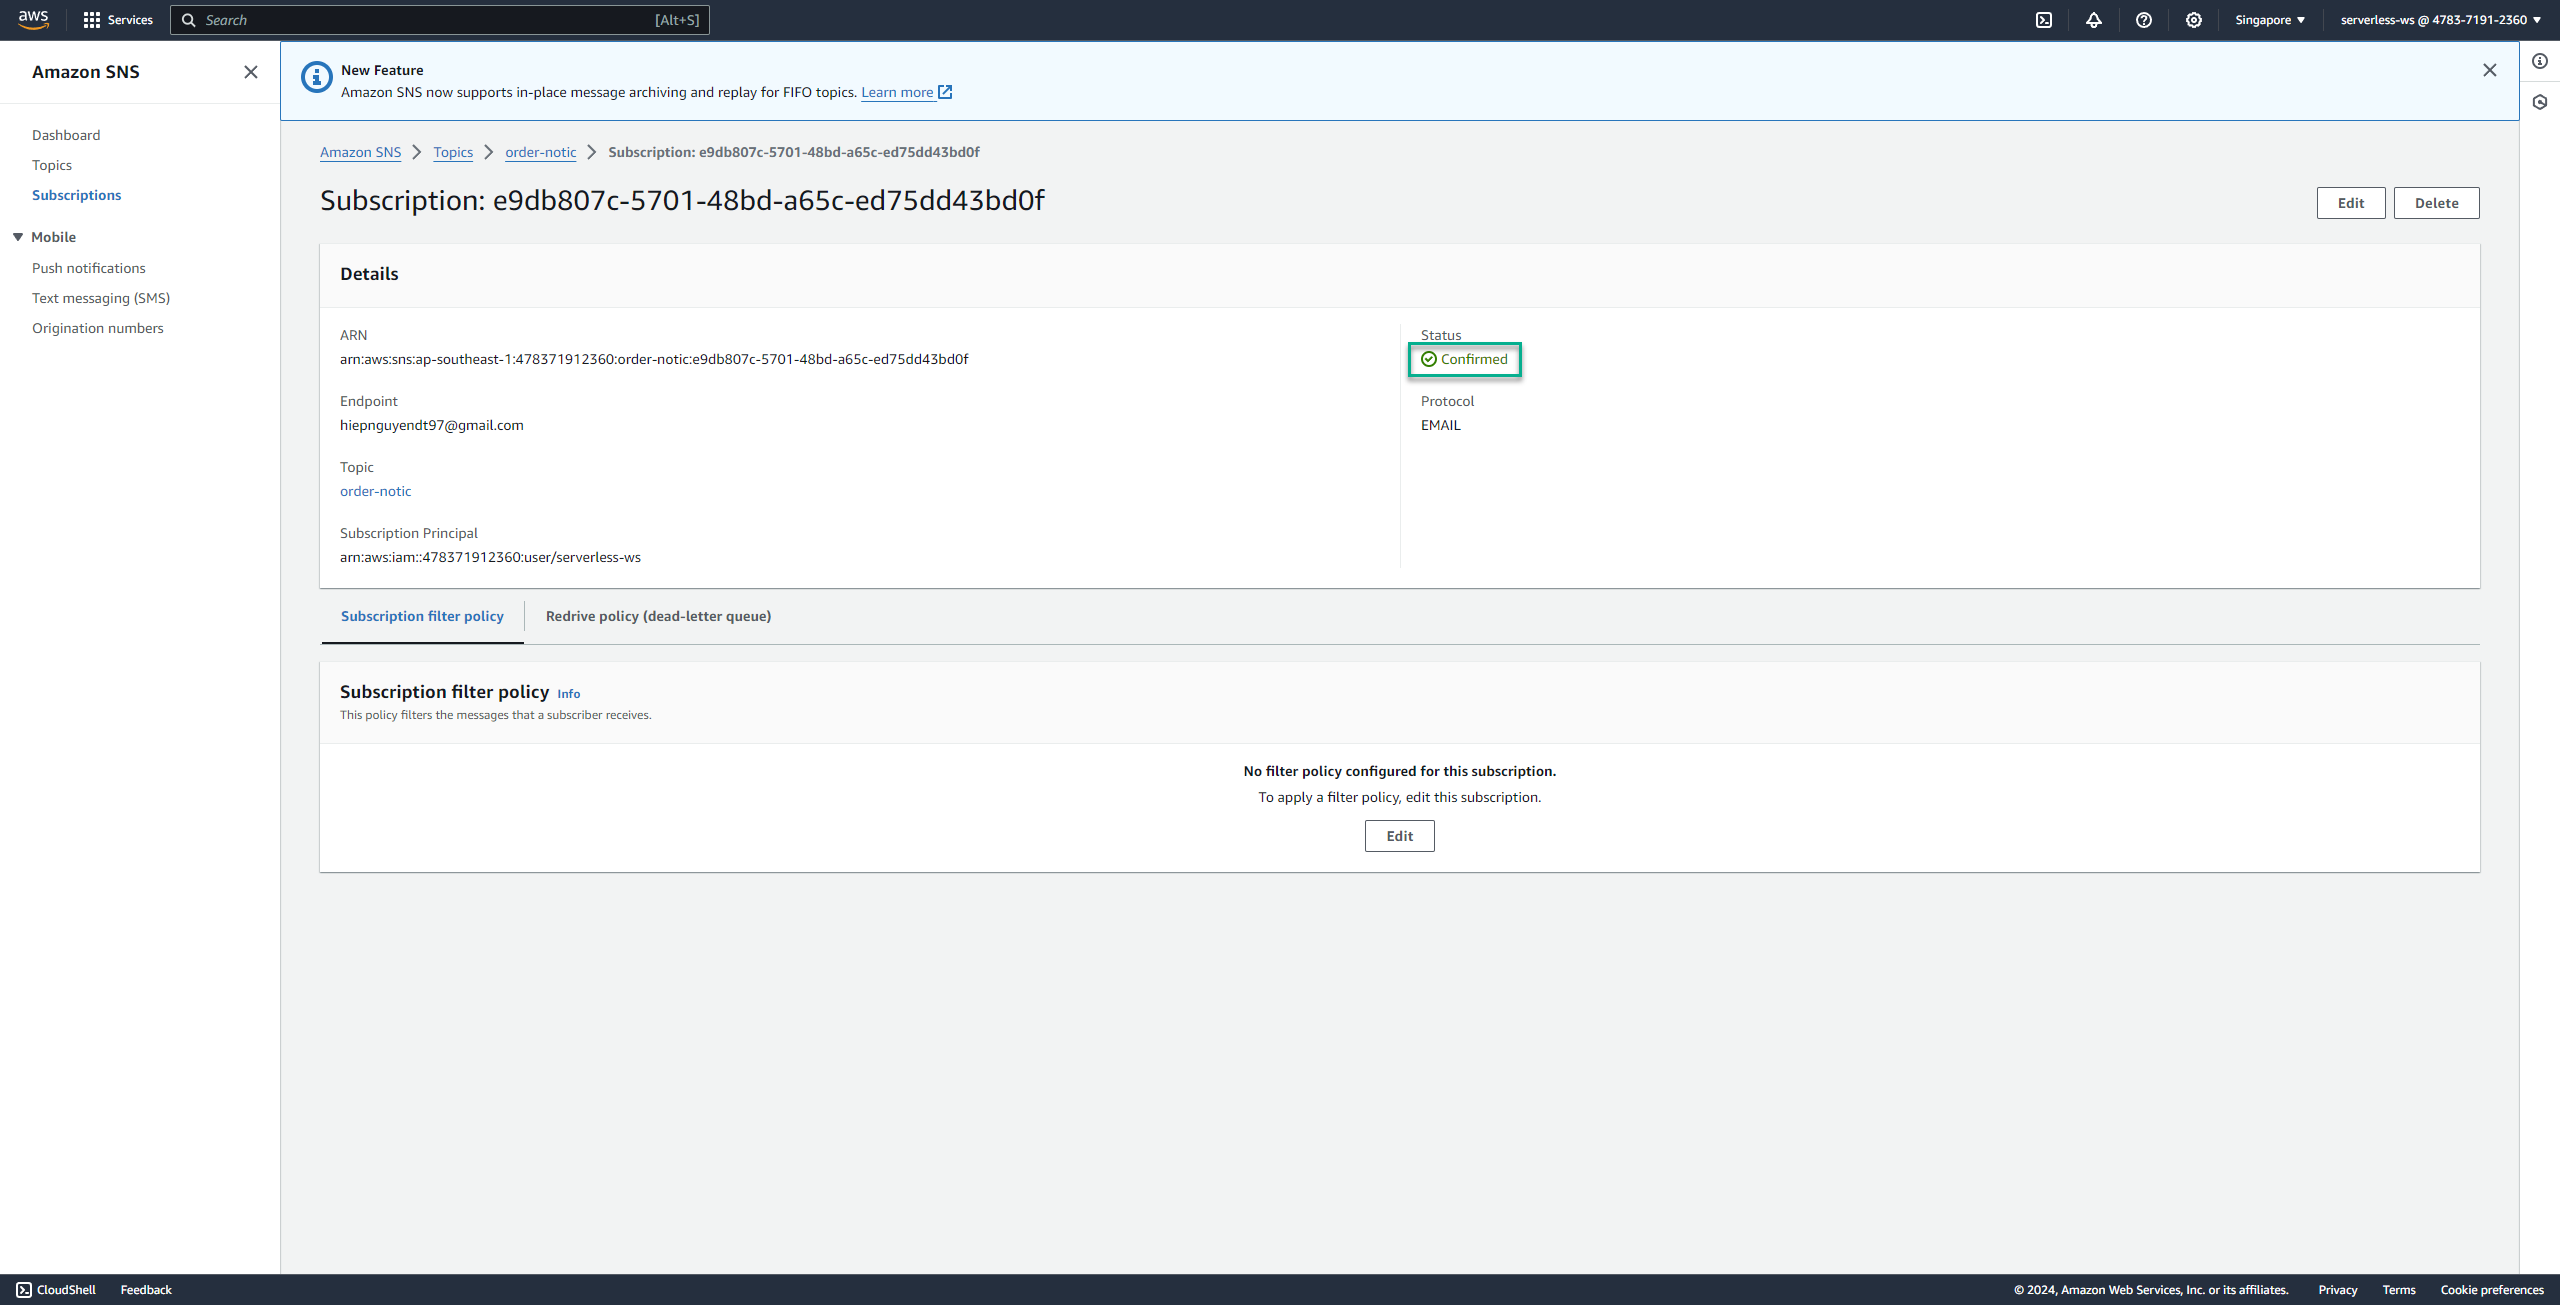 aws
Services
Search
[Alt+S]
Singapore
serverless-ws @ 4783-7191-2360
Amazon SNS
Dashboard
Topics
Subscriptions
Mobile
Push notifications
Text messaging (SMS)
Origination numbers
New Feature
Amazon SNS now supports in-place message archiving and replay for FIFO topics. Learn more
Amazon SNS
Topics
order-notic
Subscription: e9db807c-5701-48bd-a65c-ed75dd43bd0f
Subscription: e9db807c-5701-48bd-a65c-ed75dd43bd0f
Edit
Delete
Details
ARN
arn:aws:sns:ap-southeast-1:478371912360:order-notic:e9db807c-5701-48bd-a65c-ed75dd43bd0f
Endpoint
hiepnguyendt97@gmail.com
Topic
order-notic
Subscription Principal
arn:aws:iam::478371912360:user/serverless-ws
Status
Confirmed
Protocol
EMAIL
Subscription filter policy
Redrive policy (dead-letter queue)
Subscription filter policy Info
This policy filters the messages that a subscriber receives.
No filter policy configured for this subscription.
To apply a filter policy, edit this subscription.
Edit
CloudShell
Feedback
© 2024, Amazon Web Services, Inc. or its affiliates.
Privacy
Terms
Cookie preferences